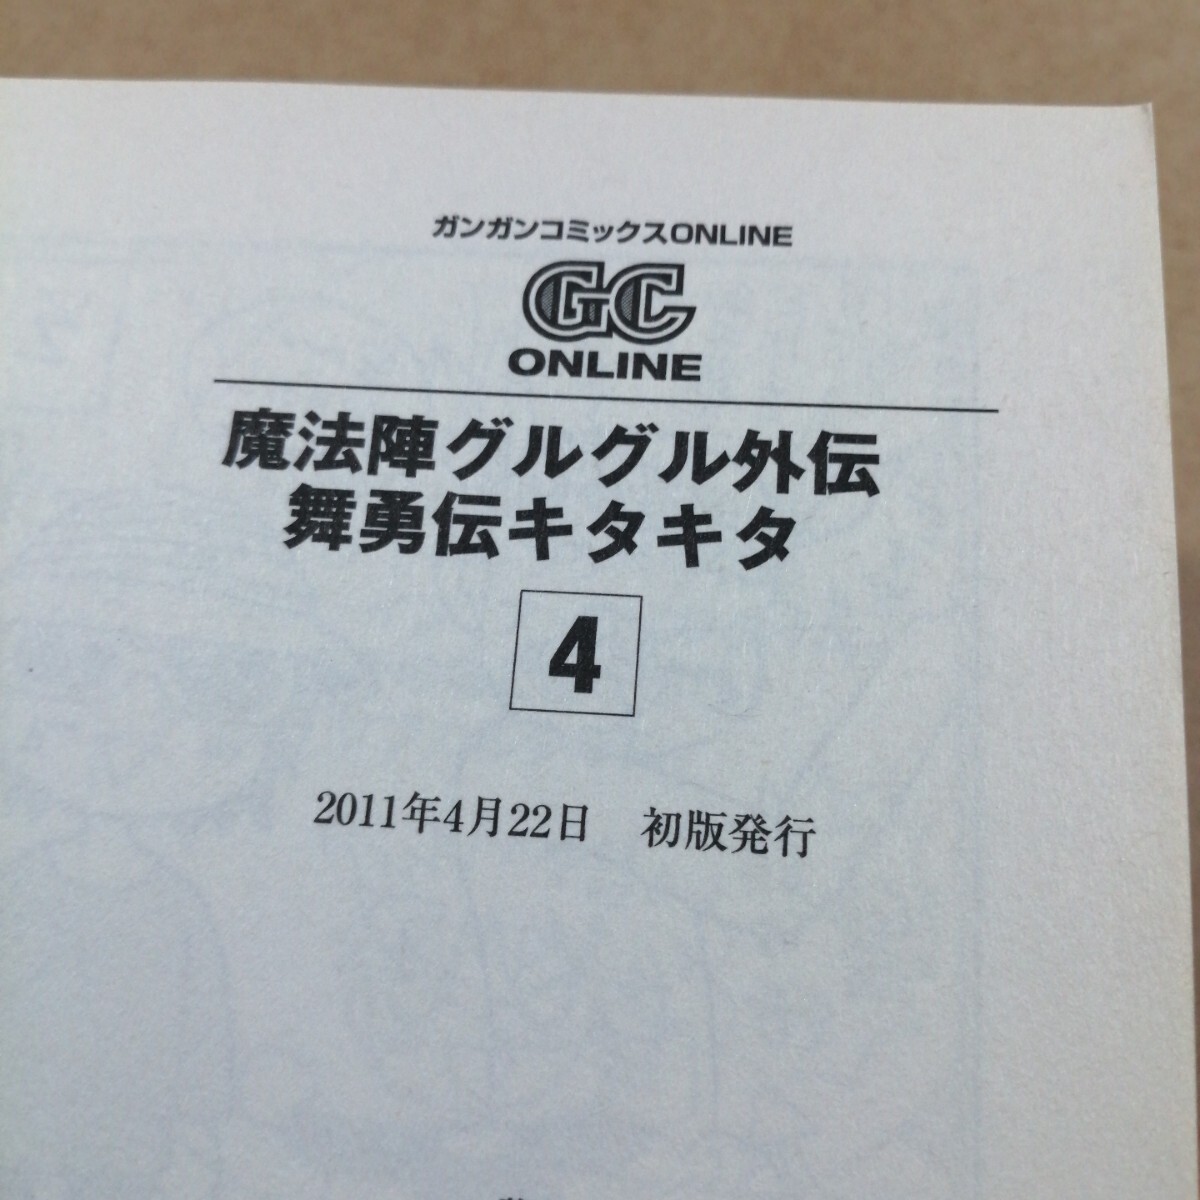 ガンガンコミックスONLINE
GC
ONLINE
魔法陣グルグル外伝
舞勇伝キタキタ
4
2011年4月22日　初版発行